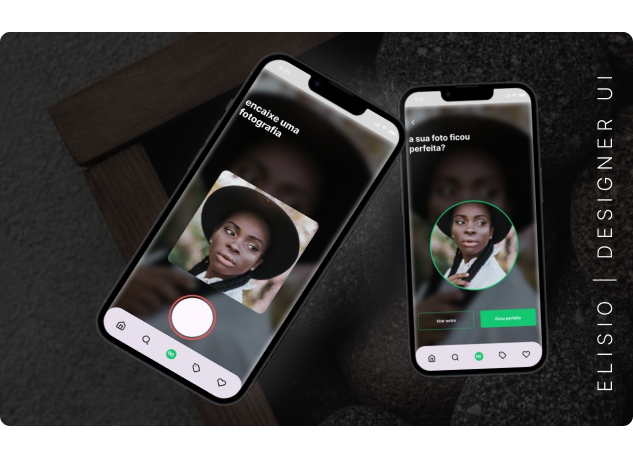 encaixe uma
fotografia
a sua foto ficou
perfeita?
tirar outra
ficou perfeita
ELISIO | DESIGNER UI